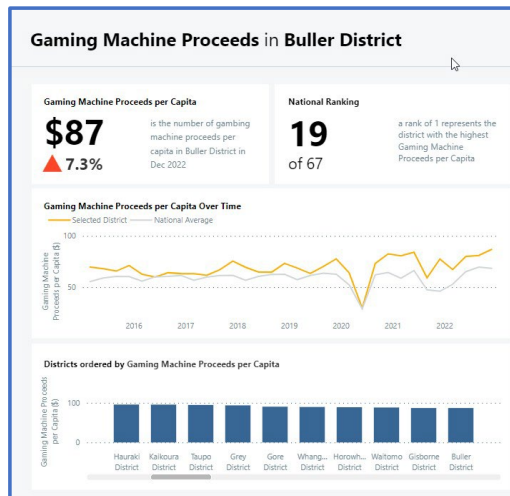 Gaming Machine Proceeds in Buller District
Gaming Machine Proceeds per Capita
$87
7.3%
is the number of gambing
machine proceeds per
capita in Buller District in
Dec 2022
National Ranking
19
of 67
a rank of 1 represents the
district with the highest
Gaming Machine
Proceeds per Capita
Gaming Machine Proceeds per Capita Over Time
Selected District National Average
Gaming Machine
Proceeds per Capita ($)
100
50
2016 2017 2018 2019 2020 2021 2022
Districts ordered by Gaming Machine Proceeds per Capita
Gaming Machine Proceeds
per Capita ($)
100
0
Hauraki Kaikoura Taupo Grey Gore Whang... Horowh... Waitomo Gisborne Buller
District District District District District District District District District District